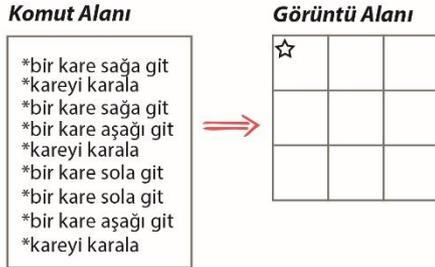 Komut Alanı
Görüntü Alanı
*bir kare sağa git
*kareyi karala
*bir kare sağa git
*bir kare aşağı git
*kareyi karala
*bir kare sola git
*bir kare sola git
*bir kare aşağı git
*kareyi karala